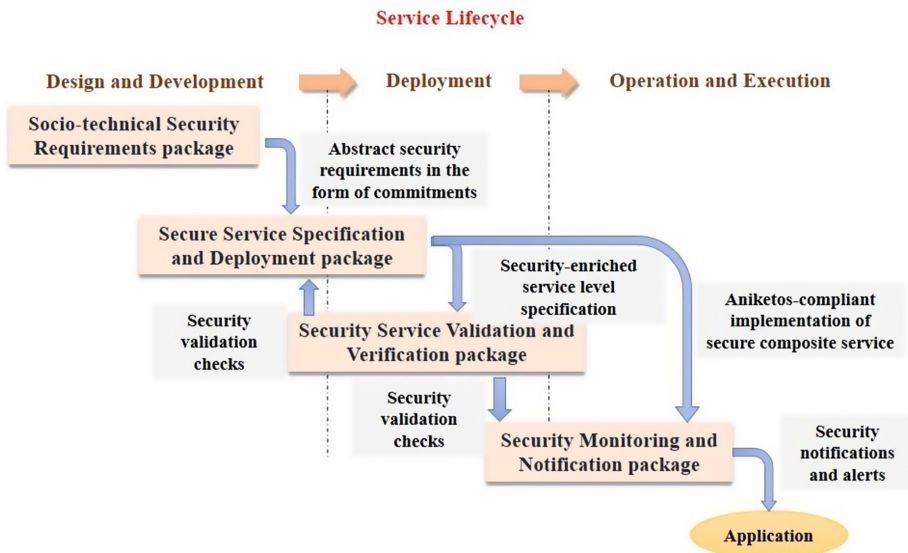 Service Lifecycle
Design and Development
Deployment
Operation and Execution
Socio-technical Security
Requirements package
Abstract security
requirements in the
form of commitments
Secure Service Specification
and Deployment package
Security-enriched
service level
specification
Aniketos-compliant
implementation of
secure composite service
Security
validation
checks
Security Service Validation and
Verification package
Security
validation
checks
Security Monitoring and
Notification package
Security
notifications
and alerts
Application